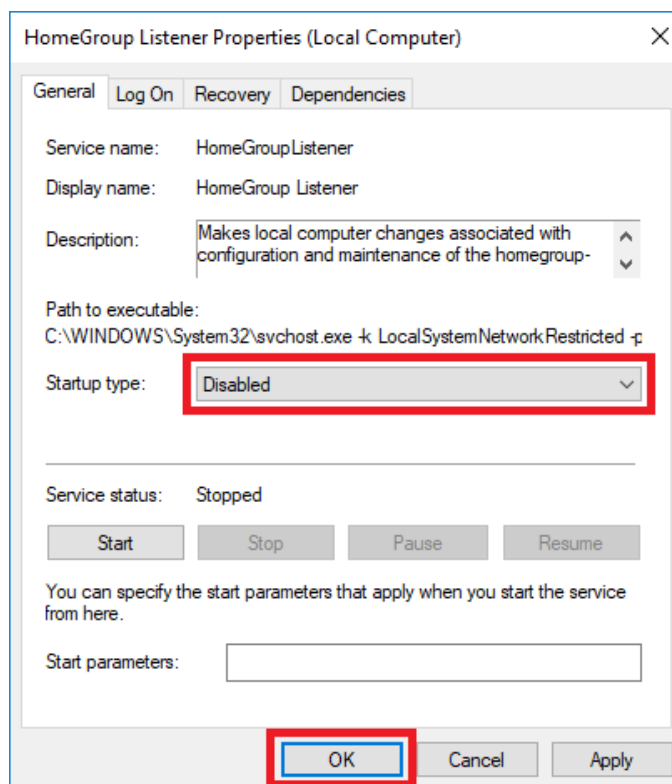 HomeGroup Listener Properties (Local Computer)
General Log On Recovery Dependencies
Service name: HomeGroupListener
Display name: HomeGroup Listener
Description: Makes local computer changes associated with
configuration and maintenance of the homegroup-
Path to executable:
C:\WINDOWS\System32\svchost.exe -k LocalSystemNetworkRestricted -p
Startup type: Disabled
Service status: Stopped
Start Stop Pause Resume
You can specify the start parameters that apply when you start the service
from here.
Start parameters:
OK Cancel Apply